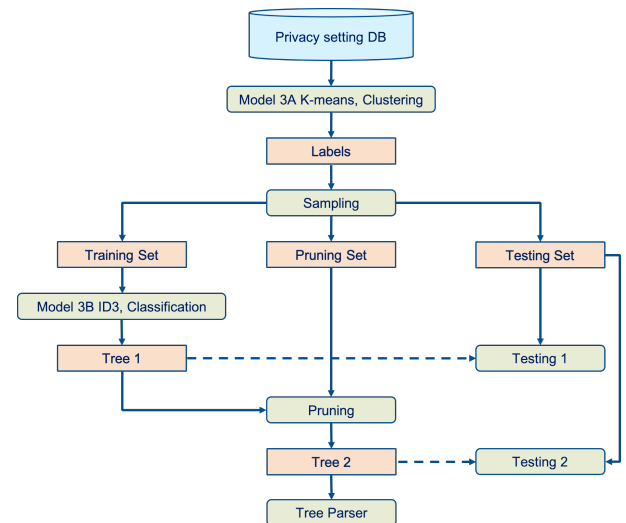 Privacy setting DB
Model 3A K-means, Clustering
Labels
Sampling
Training Set
Pruning Set
Testing Set
Model 3B ID3, Classification
Tree 1
Testing 1
Pruning
Tree 2
Testing 2
Tree Parser